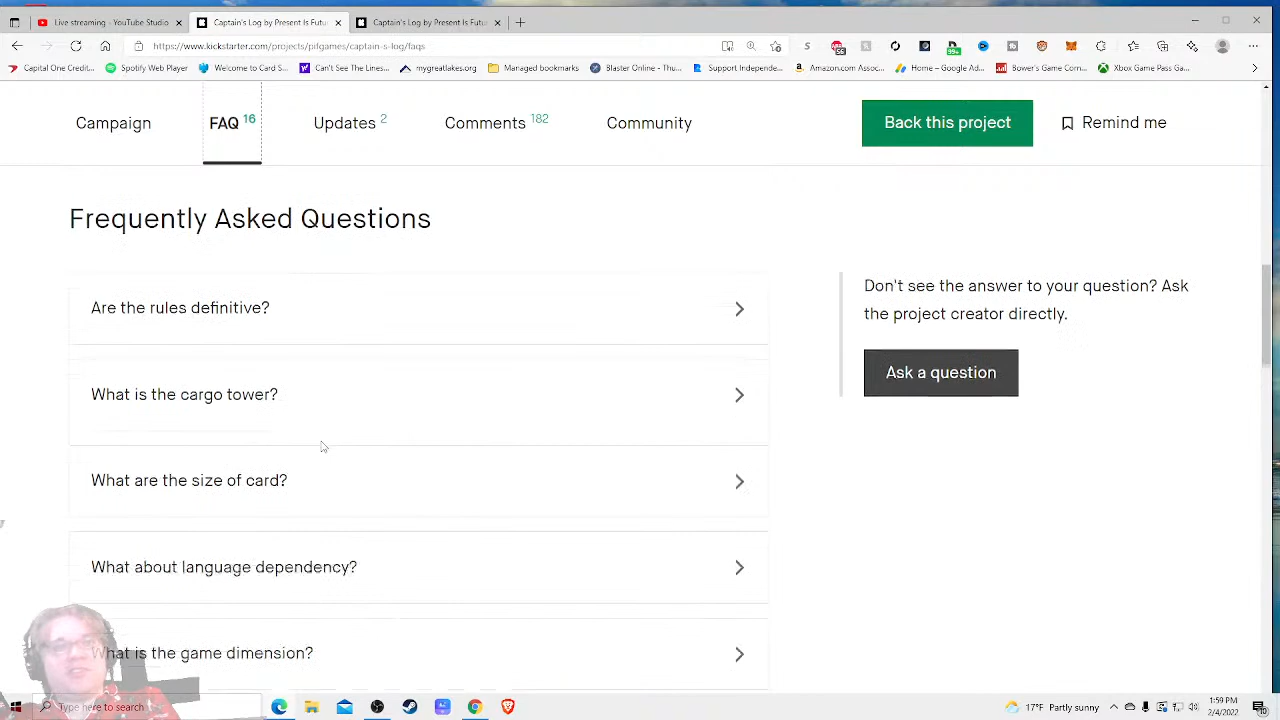 Live streaming - YouTube Studio
Captain's Log by Present Is Futu
Captain's Log by Present Is Futu
https://www.kickstarter.com/projects/pifgames/captain-s-log/faqs
Capital One Credit...
Spotify Web Player
Welcome to Card S...
Can't See The Lines...
mygreatlakes.org
Managed bookmarks
Blaster Online - Thu...
Support Independe...
Amazon.com Assoc...
Home – Google Ad...
Bower's Game Corn...
Xbox Game Pass Ga...
Campaign
FAQ 16
Updates 2
Comments 182
Community
Back this project
Remind me
Frequently Asked Questions
Are the rules definitive?
What is the cargo tower?
What are the size of card?
What about language dependency?
What is the game dimension?
Don't see the answer to your question? Ask
the project creator directly.
Ask a question
Type here to search
17°F Partly sunny
1:59 PM
2/4/2022